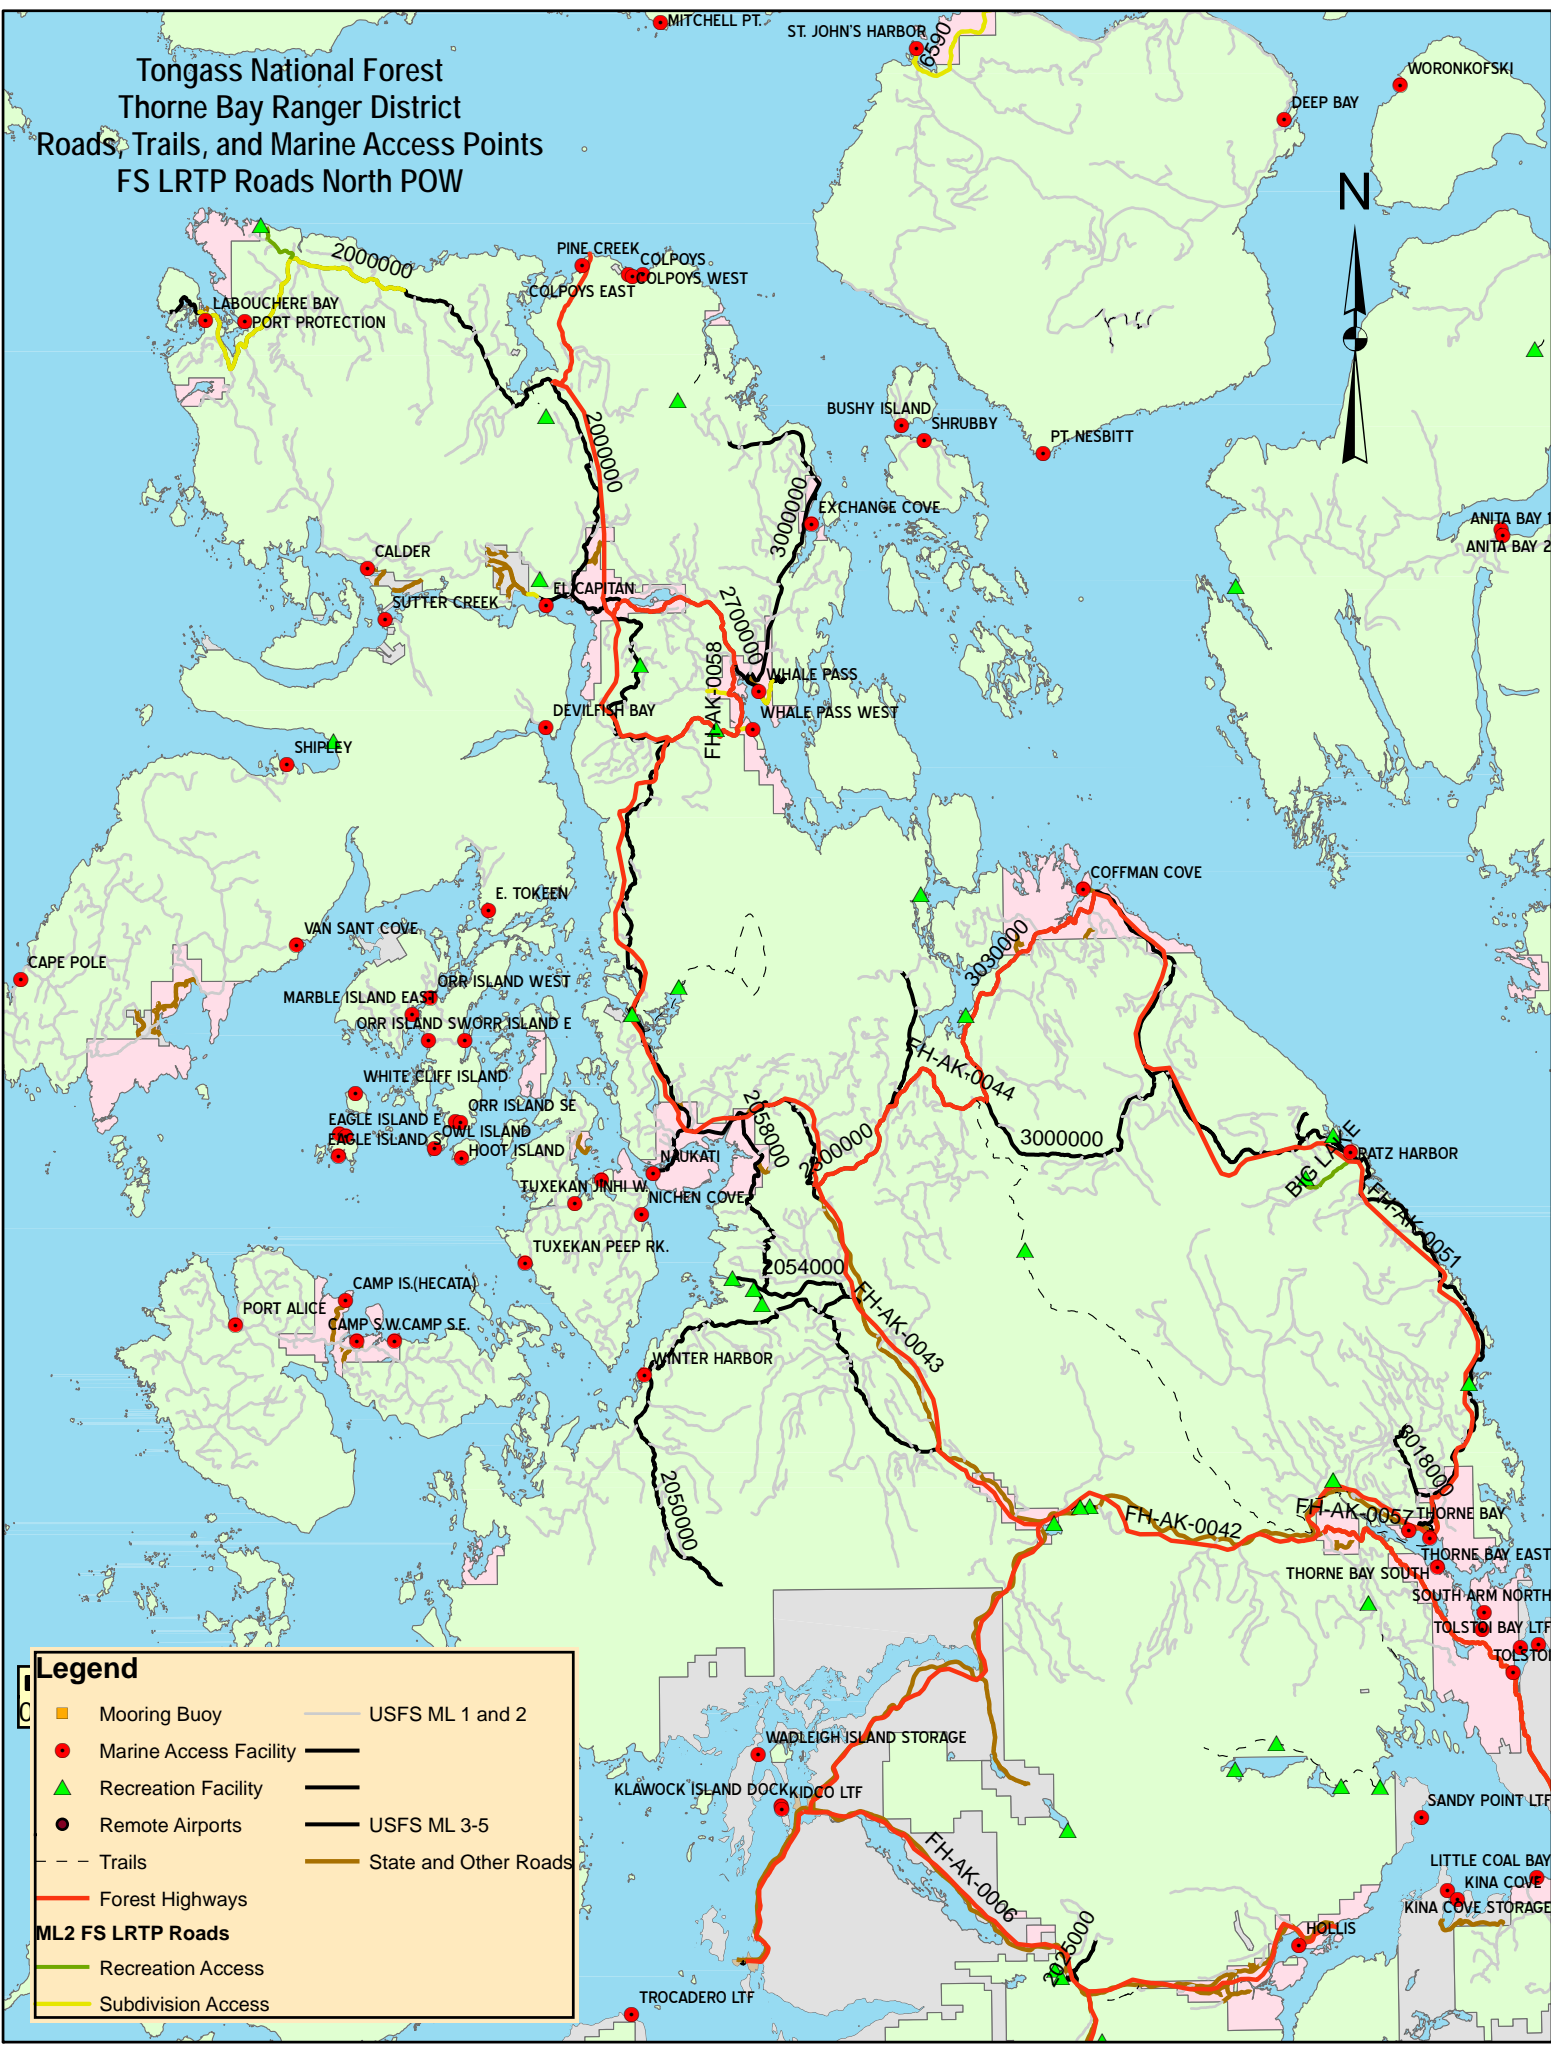 Tongass National Forest
Thorne Bay Ranger District
Roads, Trails, and Marine Access Points
FS LRTP Roads North POW
MITCHELL PT.
ST. JOHN'S HARBOR
6590
WORONKOFSKI
DEEP BAY
N
2000000
PINE CREEK
COLPOYS
COLPOYS WEST
COLPOYS EAST
LABOUCHERE BAY
PORT PROTECTION
BUSHY ISLAND
SHRUBBY
PT. NESBITT
2000000
3000000
EXCHANGE COVE
ANITA BAY 1
ANITA BAY 2
CALDER
EL CAPITAN
SUTTER CREEK
2700000
FH-AK-0058
WHALE PASS
DEVILFISH BAY
WHALE PASS WEST
SHIPLEY
COFFMAN COVE
E. TOKEEN
VAN SANT COVE
3030000
CAPE POLE
ORR ISLAND WEST
MARBLE ISLAND EAST
ORR ISLAND SW
ORR ISLAND E
FH-AK-0044
WHITE CLIFF ISLAND
ORR ISLAND SE
EAGLE ISLAND E
OWL ISLAND
EAGLE ISLAND S
HOOT ISLAND
2058000
2300000
3000000
BIG LAKE
RATZ HARBOR
NAUKATI
TUXEKAN JINHI W.
NICHEN COVE
FH-AK-0051
TUXEKAN PEEP RK.
2054000
CAMP IS.(HECATA)
PORT ALICE
CAMP S.W.
CAMP S.E.
FH-AK-0043
WINTER HARBOR
3018000
2050000
FH-AK-0042
FH-AK-0057
THORNE BAY
THORNE BAY EAST
THORNE BAY SOUTH
SOUTH ARM NORTH
TOLSTOI BAY LTF
TOLSTOI
WADLEIGH ISLAND STORAGE
KLAWOCK ISLAND DOCK
KIDCO LTF
SANDY POINT LTF
FH-AK-0006
LITTLE COAL BAY
KINA COVE
KINA COVE STORAGE
HOLLIS
2025000
TROCADERO LTF
Legend
Mooring Buoy
USFS ML 1 and 2
Marine Access Facility
Recreation Facility
Remote Airports
USFS ML 3-5
Trails
State and Other Roads
Forest Highways
ML2 FS LRTP Roads
Recreation Access
Subdivision Access